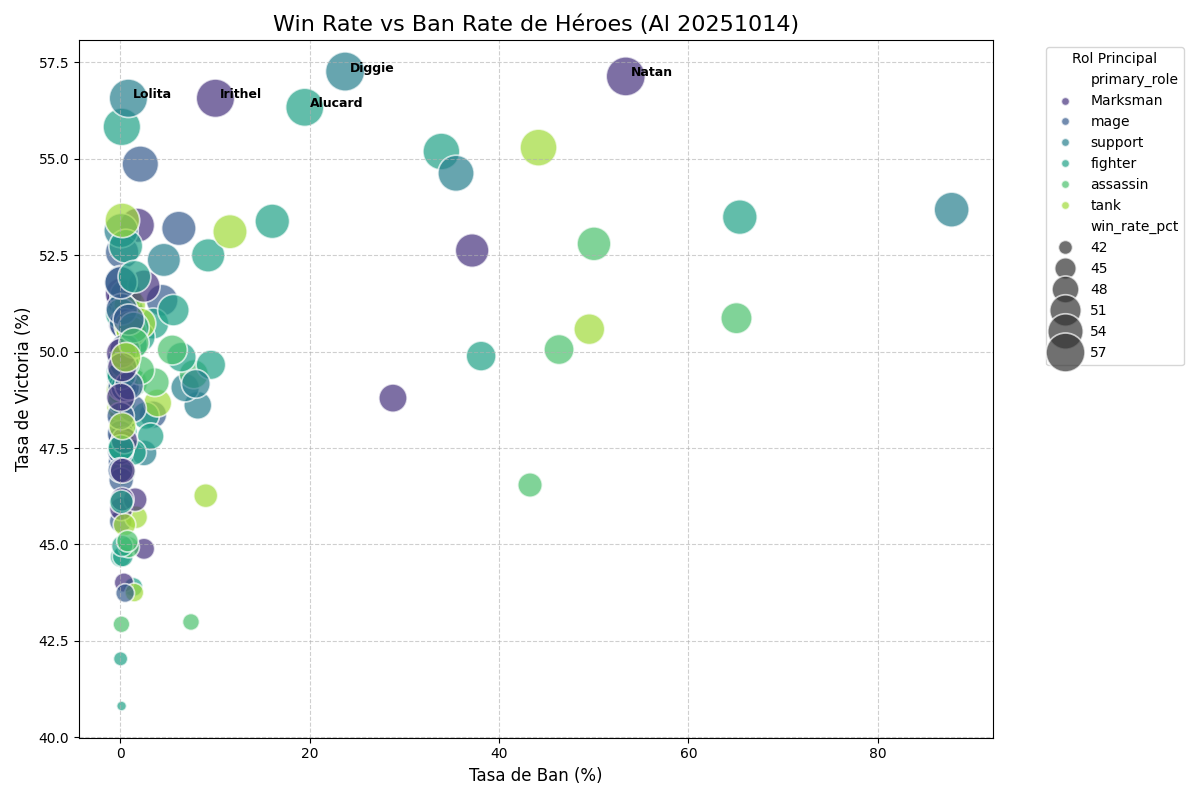 Win Rate vs Ban Rate de Héroes (Al 20251014)
Tasa de Victoria (%)
57.5
55.0
52.5
50.0
47.5
45.0
42.5
40.0
Lolita
Irithel
Diggie
Alucard
Natan
0
20
40
60
80
Tasa de Ban (%)
Rol Principal
primary_role
Marksman
mage
support
fighter
assassin
tank
win_rate_pct
42
45
48
51
54
57